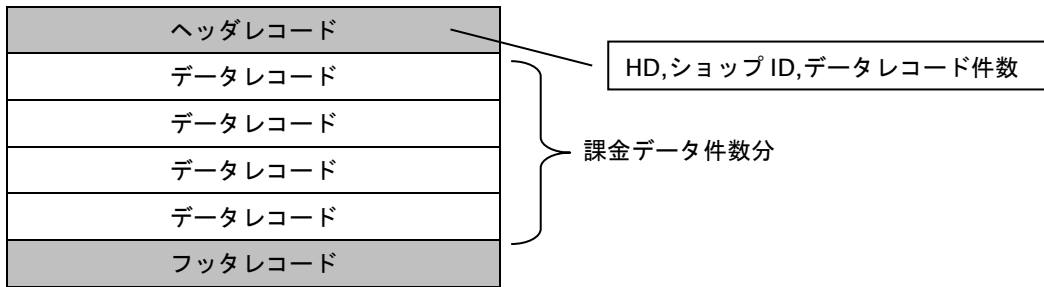 ヘッダレコード
HD,ショップ ID,データレコード件数
データレコード
データレコード
データレコード
データレコード
課金データ件数分
フッタレコード